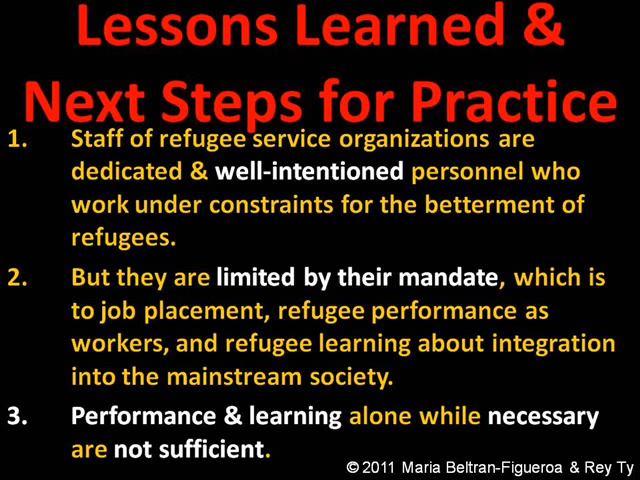 Lessons Learned &
Next Steps for Practice
1. Staff of refugee service organizations are
dedicated & well-intentioned personnel who
work under constraints for the betterment of
refugees.
2. But they are limited by their mandate, which is
to job placement, refugee performance as
workers, and refugee learning about integration
into the mainstream society.
3. Performance & learning alone while necessary
are not sufficient.
© 2011 Maria Beltran-Figueroa & Rey Ty